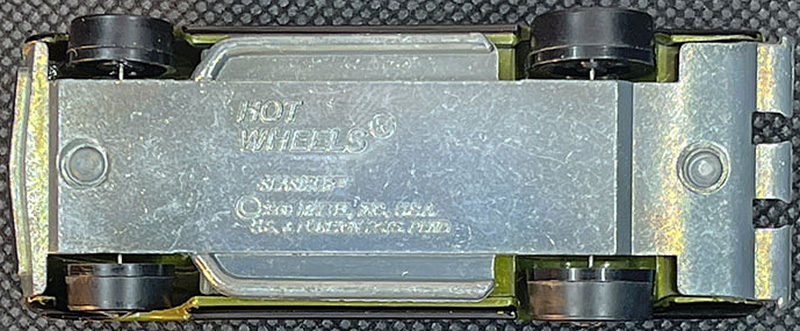 HOT
WHEELS®
©
MATTEL, INC., U.S.A.
U.S. & FOREIGN PATS. PEND.